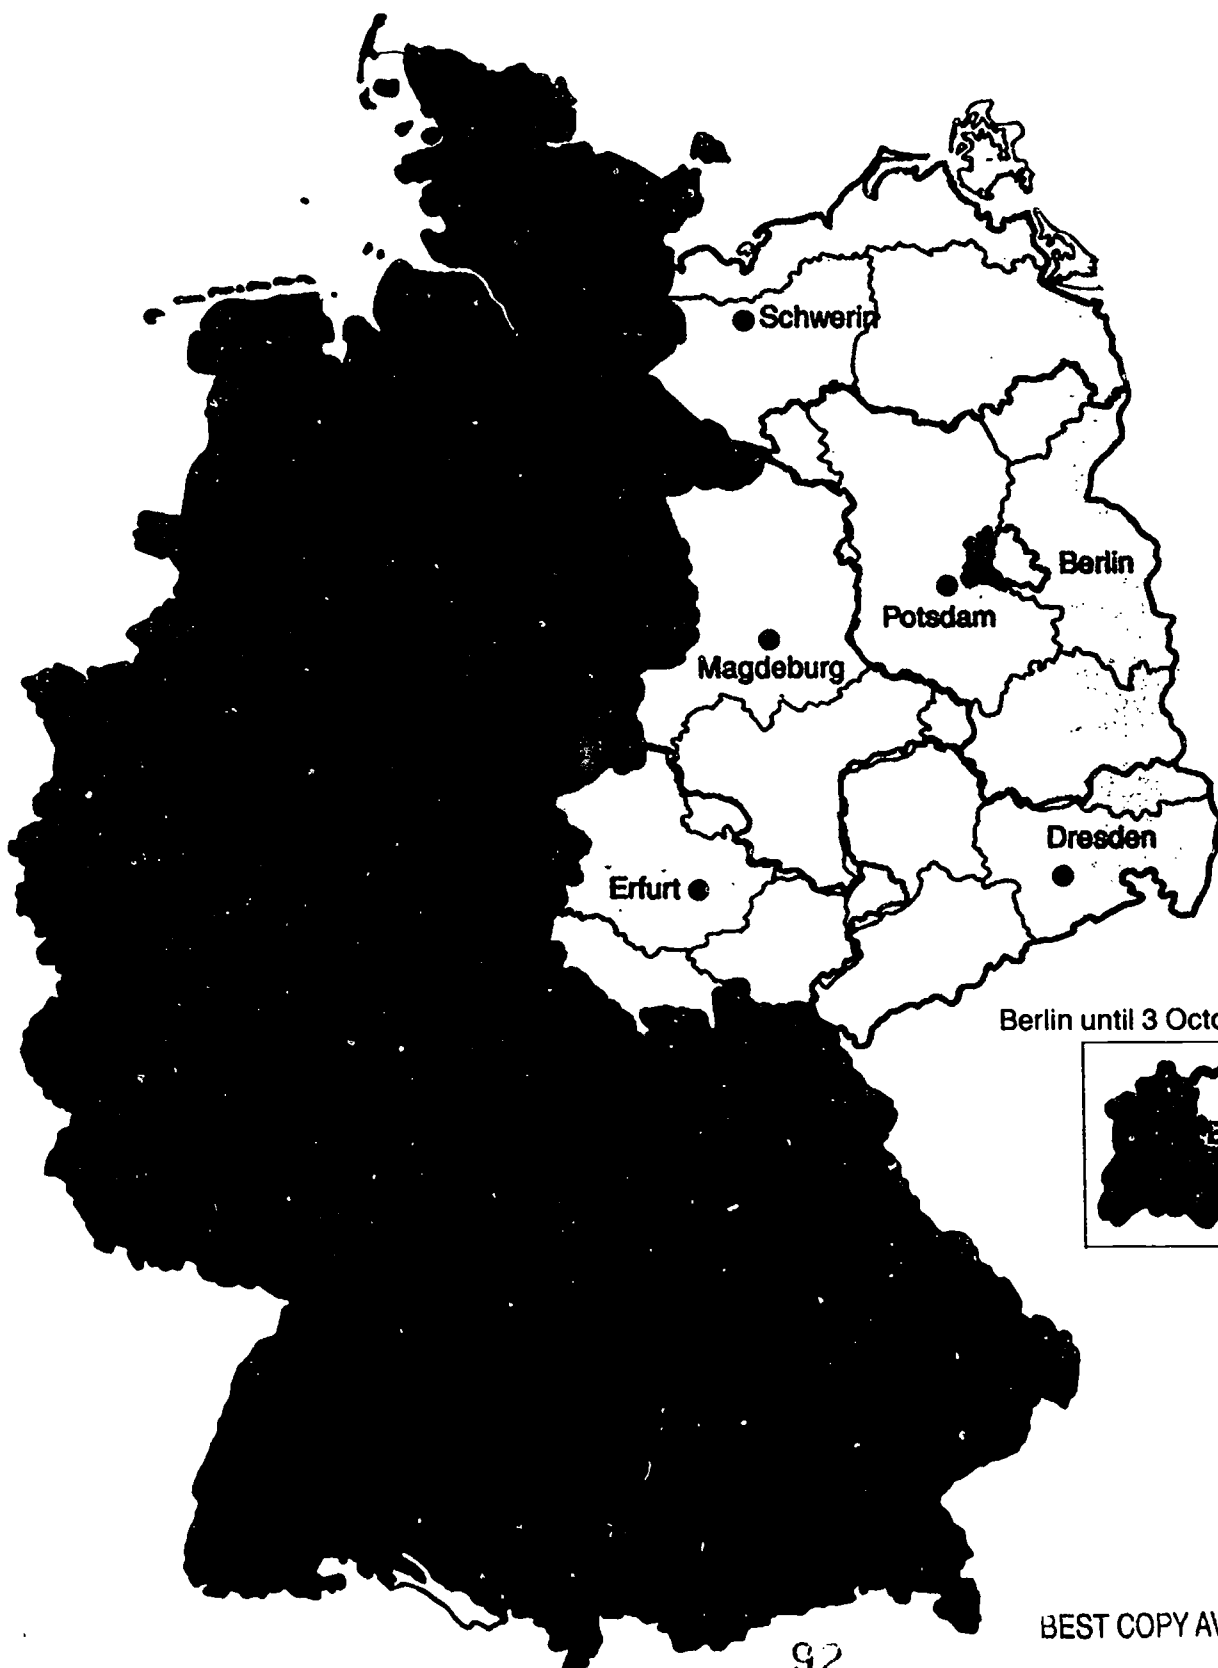 Schwerin
Berlin
Potsdam
Magdeburg
Dresden
Erfurt
Berlin until 3 Octo
BEST COPY AV
92